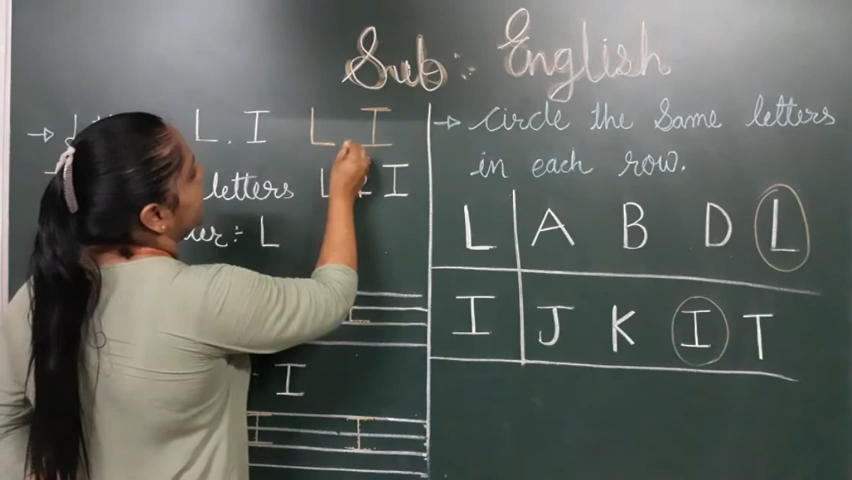 Sub : English
→ L, I L I
letters L & I
L
I
I I
→ circle the same letters
in each row.
L A B D L
I J K I T